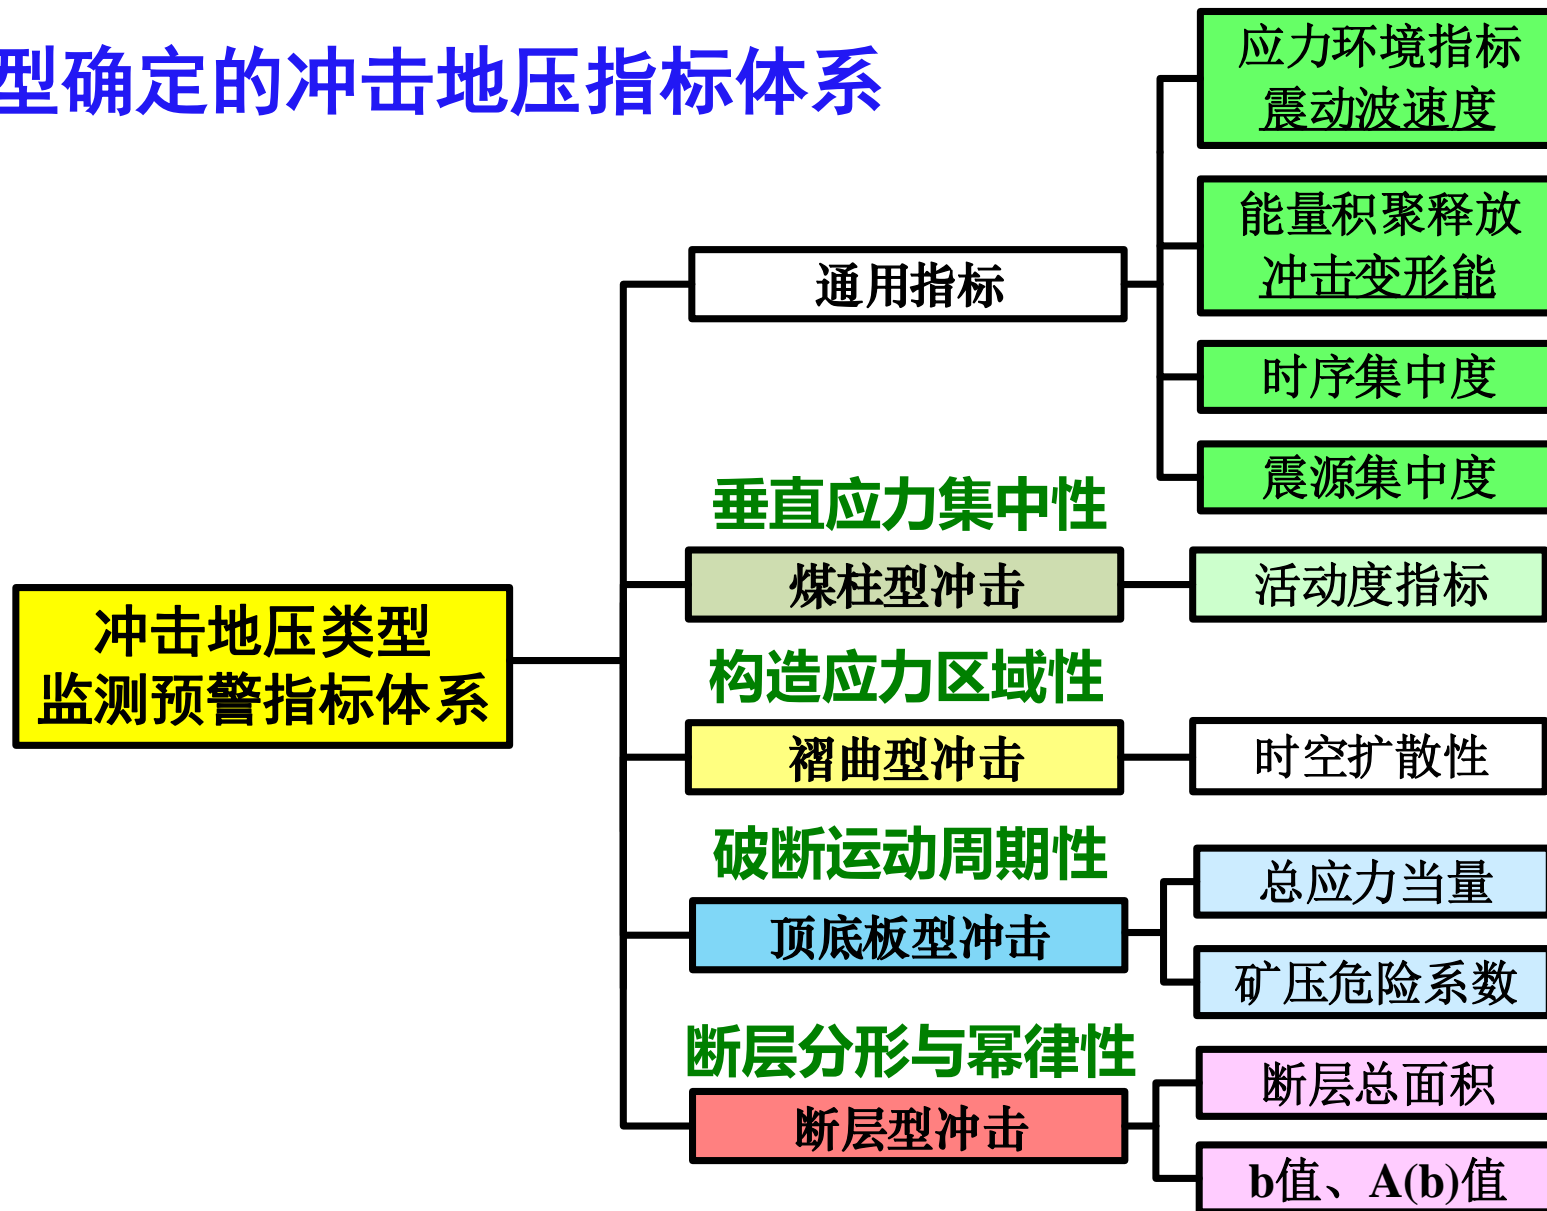 型确定的冲击地压指标体系
应力环境指标
震动波速度
能量积聚释放
冲击变形能
通用指标
时序集中度
震源集中度
垂直应力集中性
煤柱型冲击
活动度指标
冲击地压类型
监测预警指标体系
构造应力区域性
褶曲型冲击
时空扩散性
破断运动周期性
总应力当量
顶底板型冲击
矿压危险系数
断层分形与幂律性
断层总面积
断层型冲击
b值、A(b)值